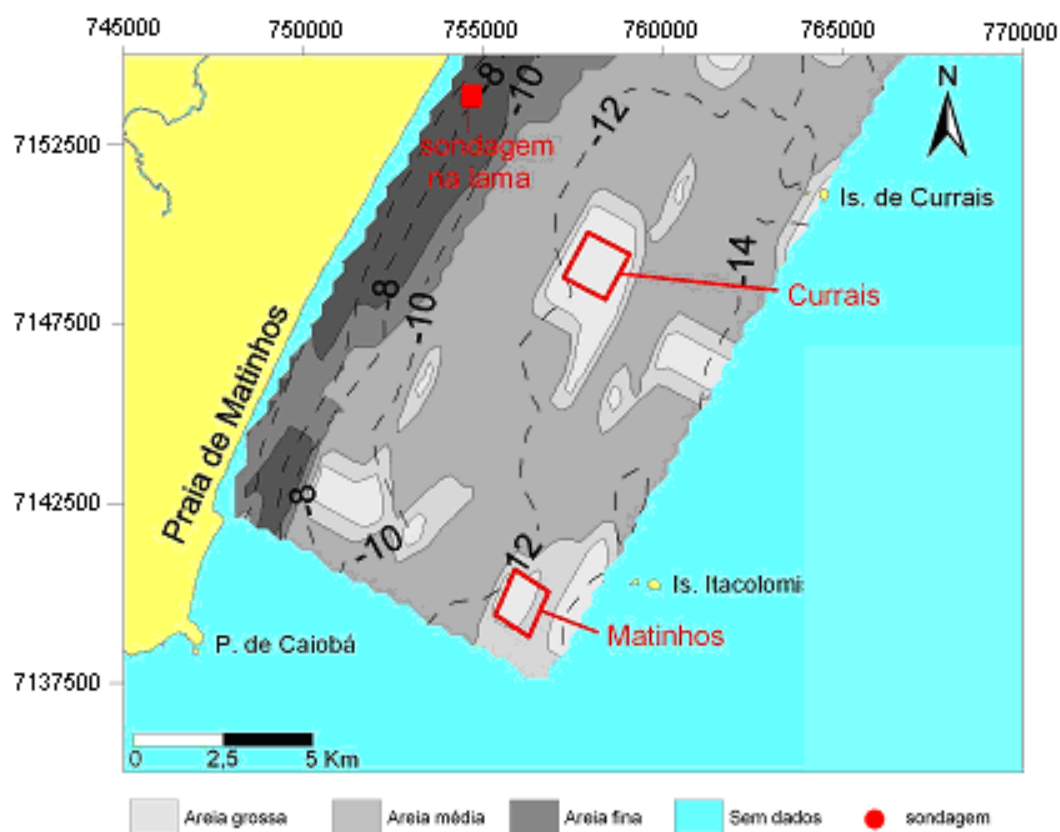 745000 750000 755000 760000 765000 770000
N
-8
-10
-12
7152500
sondagem
na lama
Is. de Currais
-14
-8
Currais
-10
7147500
Praia de Matinhos
-8
7142500
-10
12
Is. Itacolomi
Matinhos
P. de Caiobá
7137500
0 2,5 5 Km
Areia grossa Areia média Areia fina Sem dados sondagem